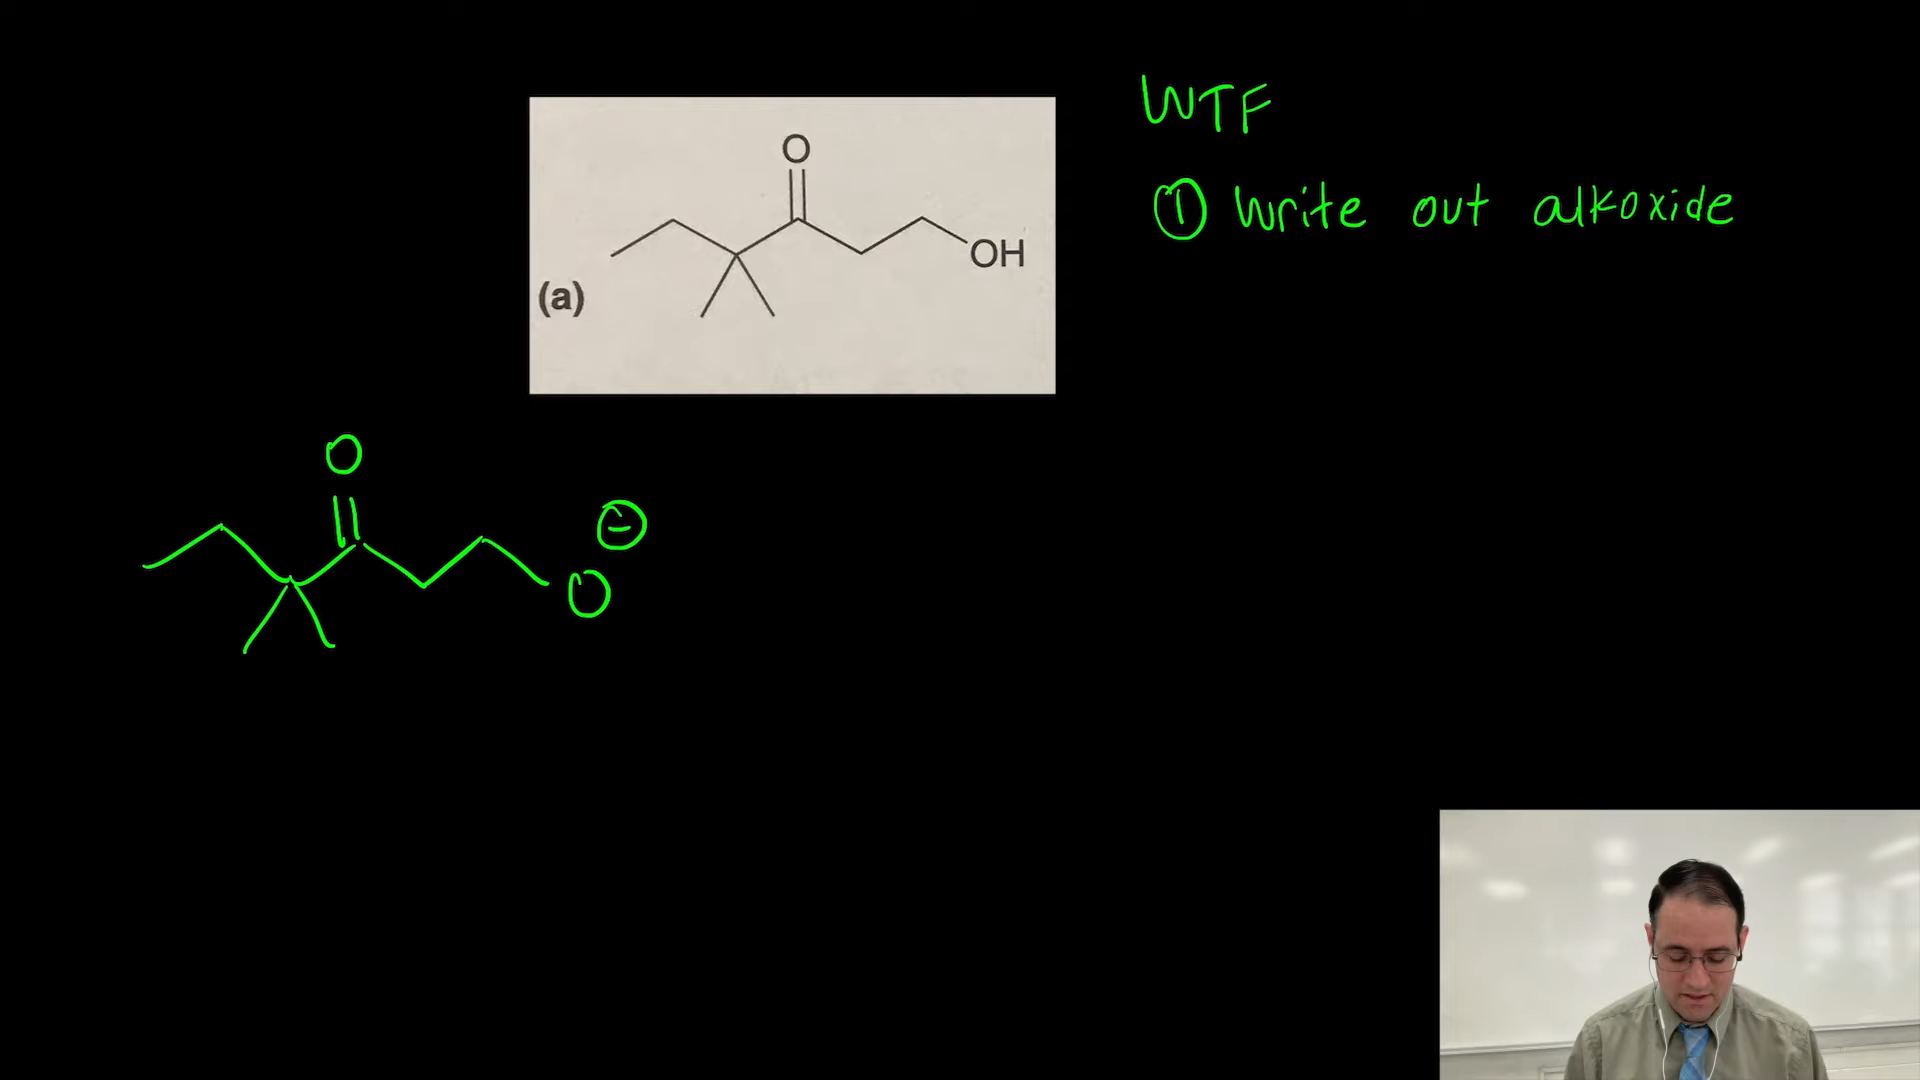 WTF
① Write out alkoxide
O
OH
(a)
O
⊖
O